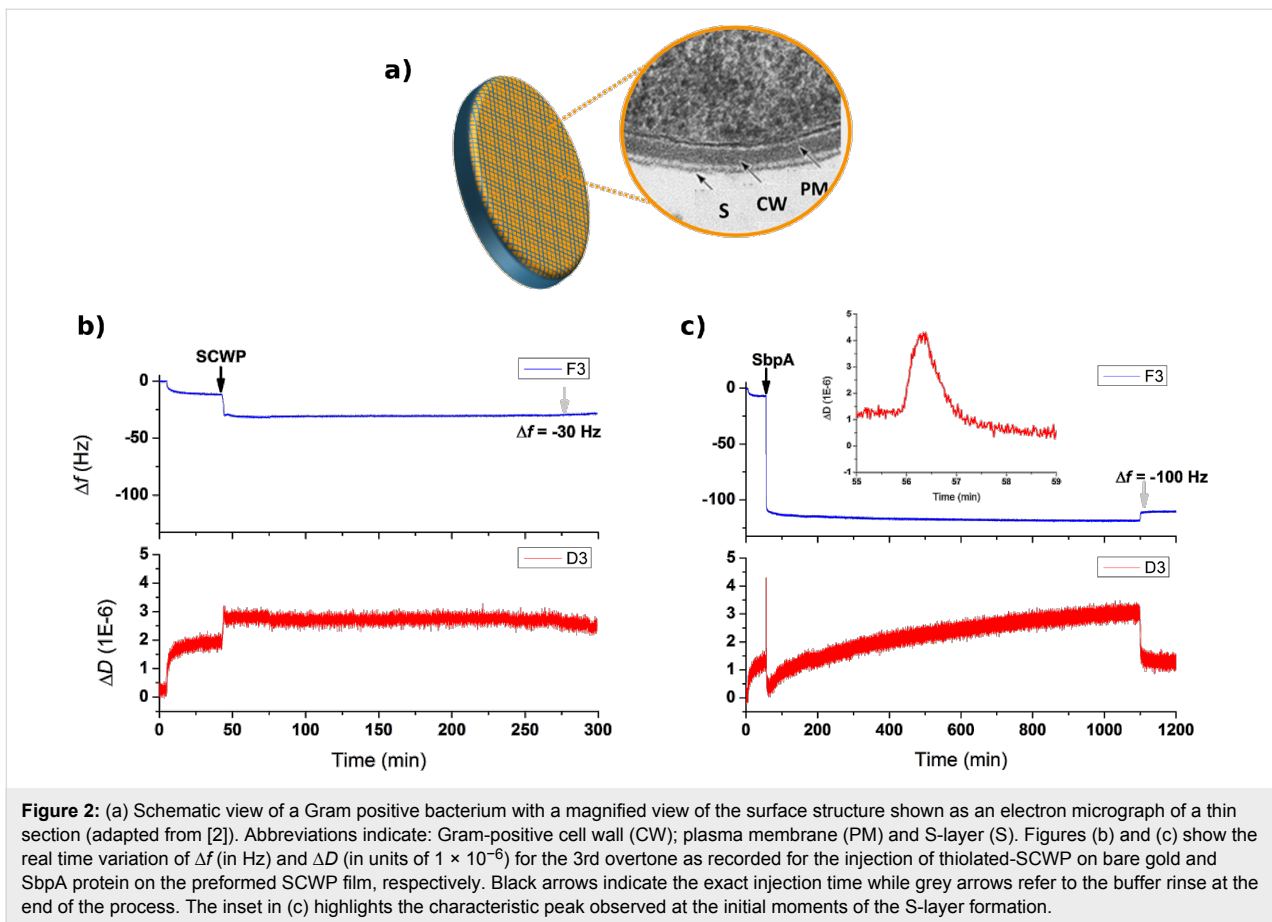 a)
S
CW
PM
b)
SCWP
F3
0
-50
-100
Δf (Hz)
Δf = -30 Hz
D3
5
4
3
2
1
0
ΔD (1E-6)
0 50 100 150 200 250 300
Time (min)
c)
SbpA
F3
0
-50
-100
Δf = -100 Hz
5
4
3
2
1
0
-1
ΔD (1E-6)
55 56 57 58 59
Time (min)
D3
5
4
3
2
1
0
0 200 400 600 800 1000 1200
Time (min)
Figure 2: (a) Schematic view of a Gram positive bacterium with a magnified view of the surface structure shown as an electron micrograph of a thin
section (adapted from [2]). Abbreviations indicate: Gram-positive cell wall (CW); plasma membrane (PM) and S-layer (S). Figures (b) and (c) show the
real time variation of Δf (in Hz) and ΔD (in units of 1 × 10⁻⁶) for the 3rd overtone as recorded for the injection of thiolated-SCWP on bare gold and
SbpA protein on the preformed SCWP film, respectively. Black arrows indicate the exact injection time while grey arrows refer to the buffer rinse at the
end of the process. The inset in (c) highlights the characteristic peak observed at the initial moments of the S-layer formation.